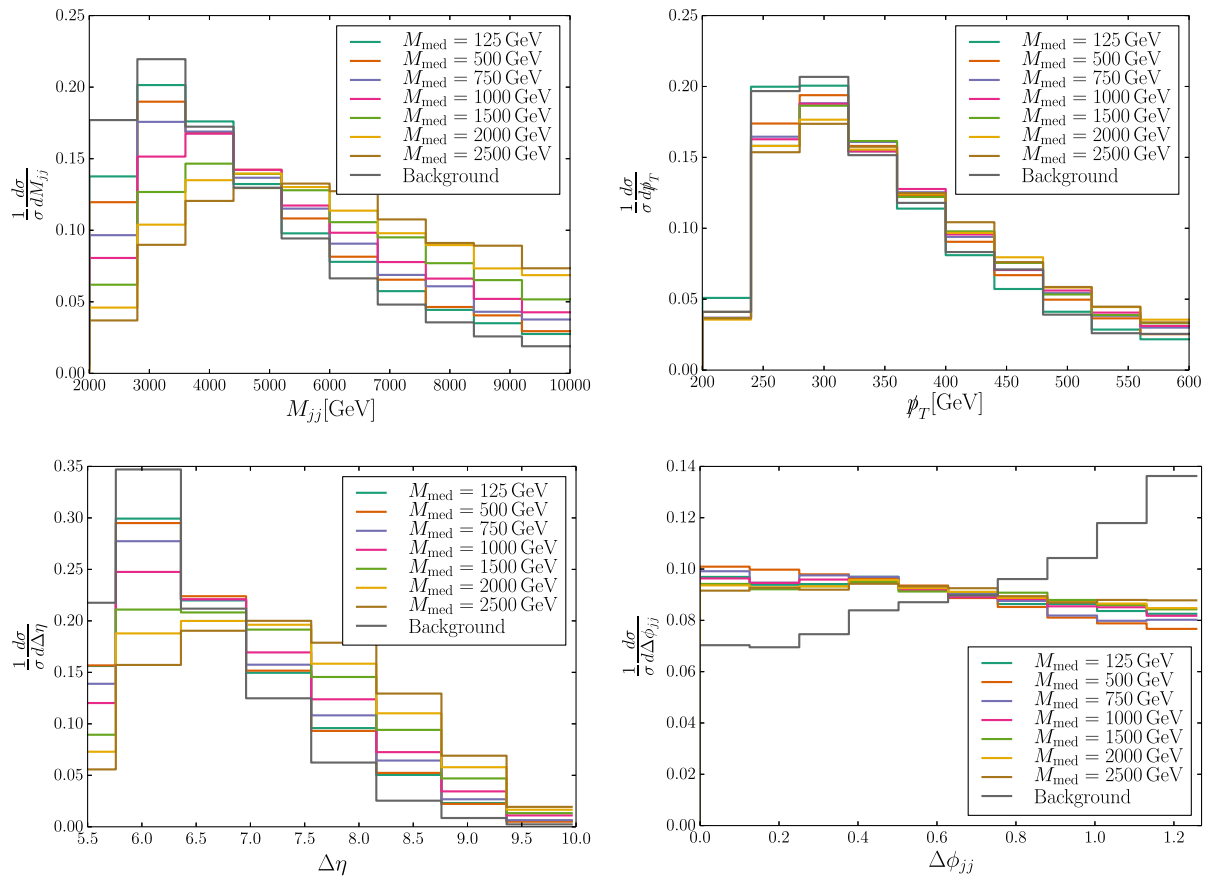 0.25
0.20
0.15
0.10
0.05
0.00
1/σ dσ/dM_jj
2000 3000 4000 5000 6000 7000 8000 9000 10000
M_jj[GeV]
M_med = 125 GeV
M_med = 500 GeV
M_med = 750 GeV
M_med = 1000 GeV
M_med = 1500 GeV
M_med = 2000 GeV
M_med = 2500 GeV
Background
0.25
0.20
0.15
0.10
0.05
0.00
1/σ dσ/dp̸_T
200 250 300 350 400 450 500 550 600
p̸_T[GeV]
M_med = 125 GeV
M_med = 500 GeV
M_med = 750 GeV
M_med = 1000 GeV
M_med = 1500 GeV
M_med = 2000 GeV
M_med = 2500 GeV
Background
0.35
0.30
0.25
0.20
0.15
0.10
0.05
0.00
1/σ dσ/dΔη
5.5 6.0 6.5 7.0 7.5 8.0 8.5 9.0 9.5 10.0
Δη
M_med = 125 GeV
M_med = 500 GeV
M_med = 750 GeV
M_med = 1000 GeV
M_med = 1500 GeV
M_med = 2000 GeV
M_med = 2500 GeV
Background
0.14
0.12
0.10
0.08
0.06
0.04
0.02
0.00
1/σ dσ/dΔϕ_jj
0.0 0.2 0.4 0.6 0.8 1.0 1.2
Δϕ_jj
M_med = 125 GeV
M_med = 500 GeV
M_med = 750 GeV
M_med = 1000 GeV
M_med = 1500 GeV
M_med = 2000 GeV
M_med = 2500 GeV
Background